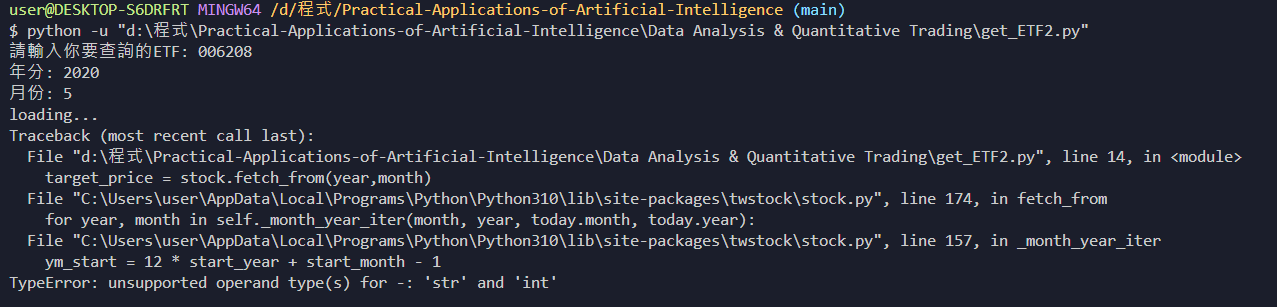 user@DESKTOP-S6DRFRT MINGW64 /d/程式/Practical-Applications-of-Artificial-Intelligence (main)
$ python -u "d:\程式\Practical-Applications-of-Artificial-Intelligence\Data Analysis & Quantitative Trading\get_ETF2.py"
請輸入你要查詢的ETF: 006208
年分: 2020
月份: 5
loading...
Traceback (most recent call last):
  File "d:\程式\Practical-Applications-of-Artificial-Intelligence\Data Analysis & Quantitative Trading\get_ETF2.py", line 14, in <module>
    target_price = stock.fetch_from(year,month)
  File "C:\Users\user\AppData\Local\Programs\Python\Python310\lib\site-packages\twstock\stock.py", line 174, in fetch_from
    for year, month in self._month_year_iter(month, year, today.month, today.year):
  File "C:\Users\user\AppData\Local\Programs\Python\Python310\lib\site-packages\twstock\stock.py", line 157, in _month_year_iter
    ym_start = 12 * start_year + start_month - 1
TypeError: unsupported operand type(s) for -: 'str' and 'int'